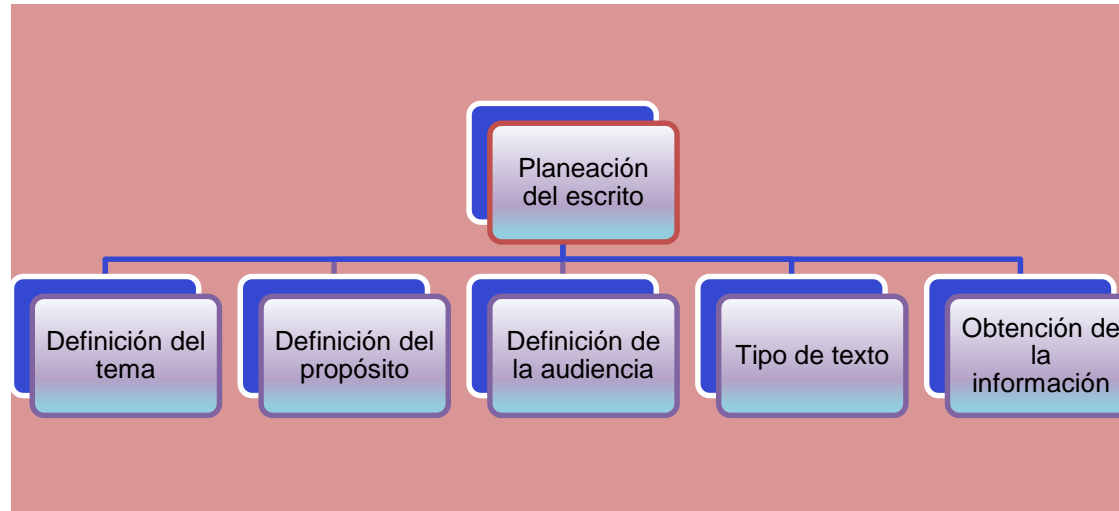 Planeación
del escrito
Definición del
tema
Definición del
propósito
Definición de
la audiencia
Tipo de texto
Obtención de
la
información